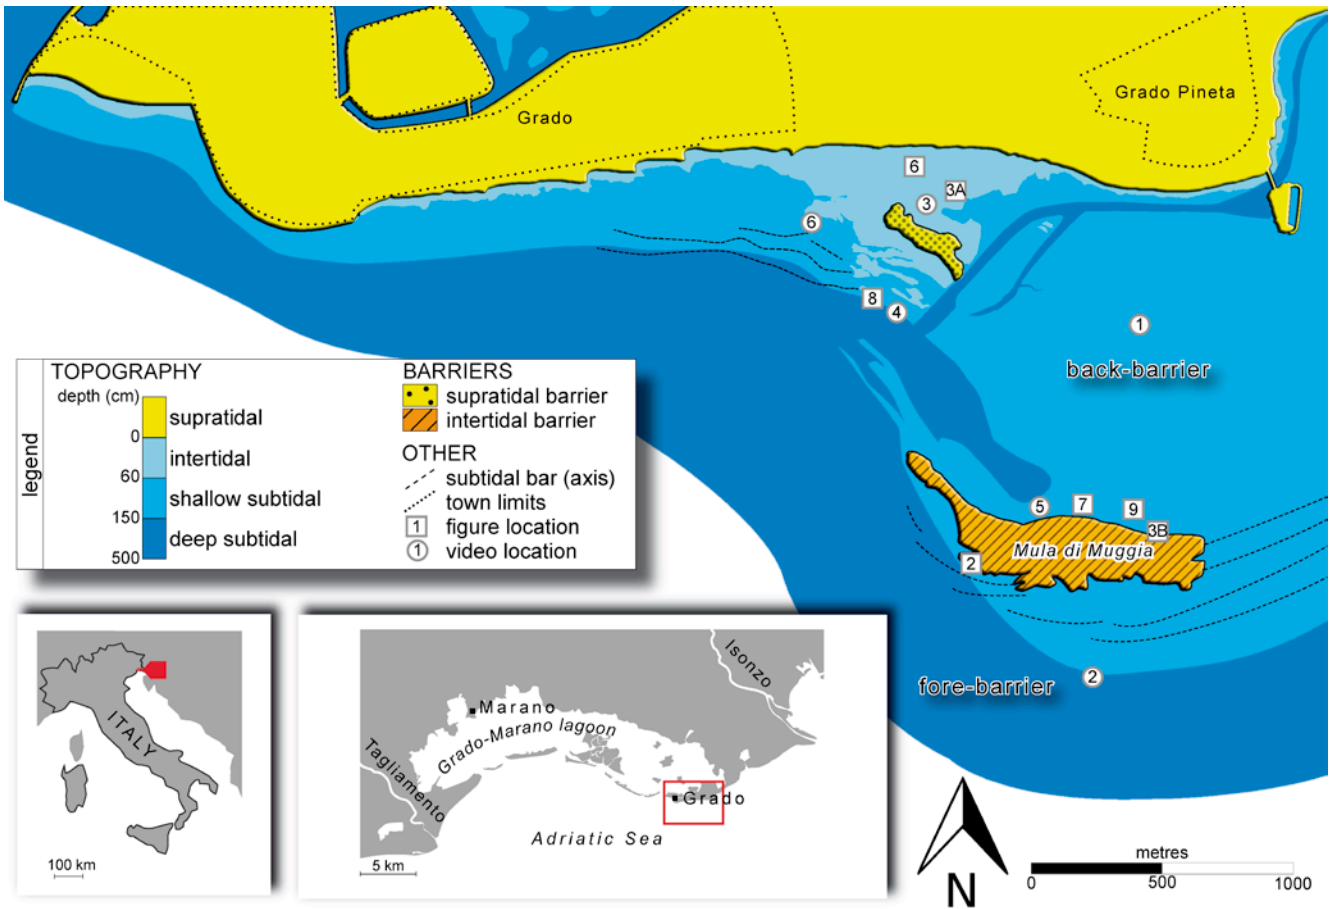 Grado
Grado Pineta
6
3A
3
6
8
4
1
back-barrier
legend
TOPOGRAPHY
depth (cm)
supratidal
0
intertidal
60
shallow subtidal
150
deep subtidal
500
BARRIERS
supratidal barrier
intertidal barrier
OTHER
subtidal bar (axis)
town limits
1 figure location
1 video location
5
7
9
3B
Mula di Muggia
2
fore-barrier
2
ITALY
100 km
Isonzo
Marano
Grado-Marano lagoon
Tagliamento
Grado
Adriatic Sea
5 km
N
metres
0 500 1000